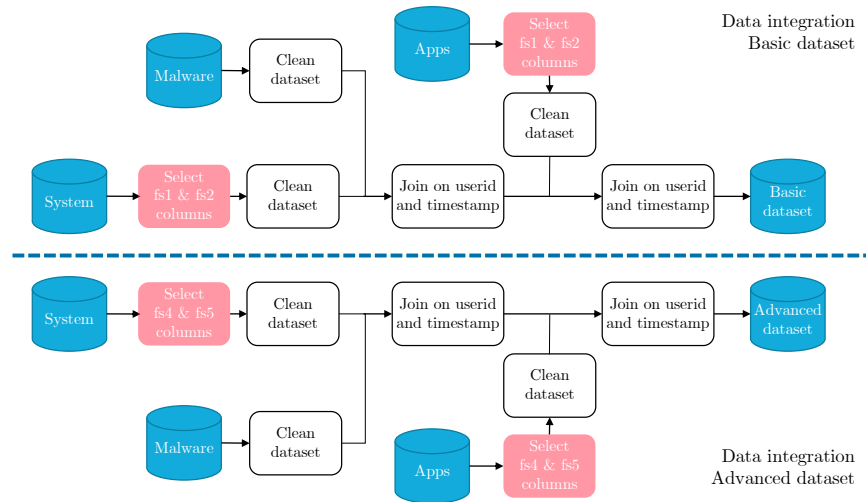 Data integration
Basic dataset
Malware
Clean
dataset
Apps
Select
fs1 & fs2
columns
Clean
dataset
System
Select
fs1 & fs2
columns
Clean
dataset
Join on userid
and timestamp
Join on userid
and timestamp
Basic
dataset
System
Select
fs4 & fs5
columns
Clean
dataset
Join on userid
and timestamp
Join on userid
and timestamp
Advanced
dataset
Clean
dataset
Malware
Clean
dataset
Apps
Select
fs4 & fs5
columns
Data integration
Advanced dataset